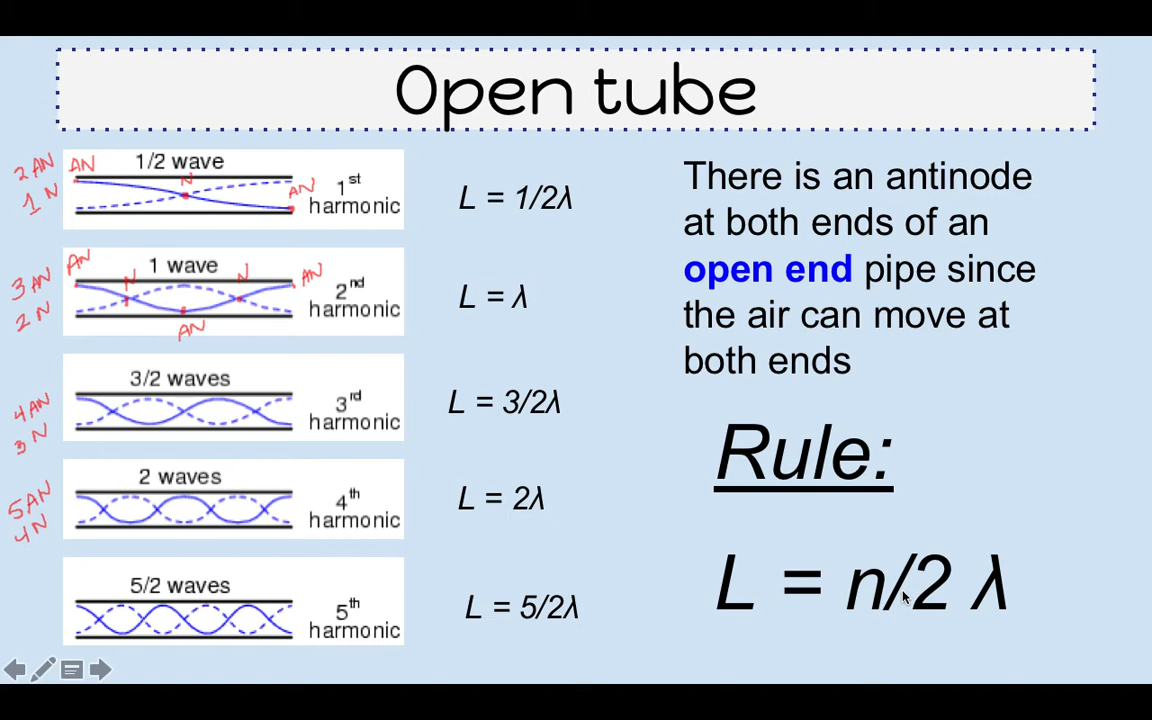 Open tube
2 AN
1 N
AN
1/2 wave
N
AN
1st
harmonic
L = 1/2λ
3 AN
2 N
AN
1 wave
N
N
AN
AN
2nd
harmonic
L = λ
4 AN
3 N
3/2 waves
3rd
harmonic
L = 3/2λ
5 AN
4 N
2 waves
4th
harmonic
L = 2λ
5/2 waves
5th
harmonic
L = 5/2λ
There is an antinode
at both ends of an
open end pipe since
the air can move at
both ends
Rule:
L = n/2 λ